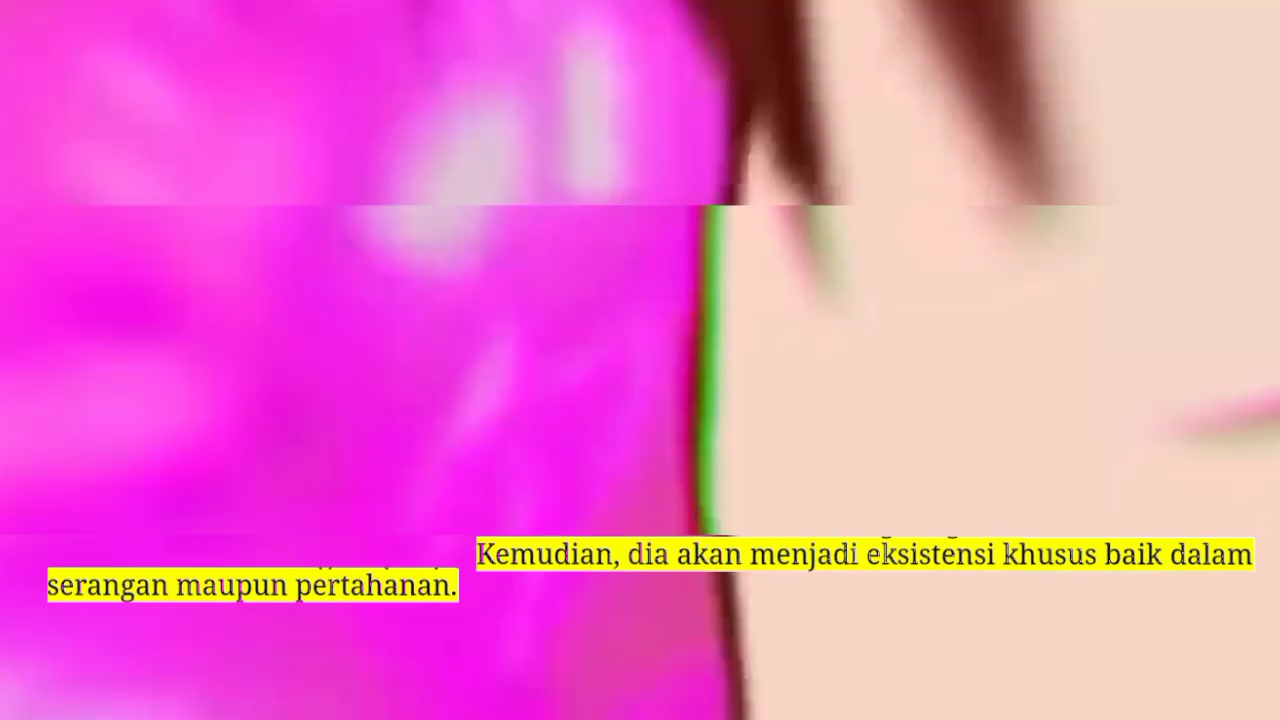 Kemudian, dia akan menjadi eksistensi khusus baik dalam
serangan maupun pertahanan.